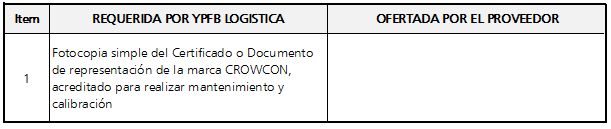 Item REQUERIDA POR YPFB LOGISTICA OFERTADA POR EL PROVEEDOR
1 Fotocopia simple del Certificado o Documento
de representación de la marca CROWCON,
acreditado para realizar mantenimiento y
calibración